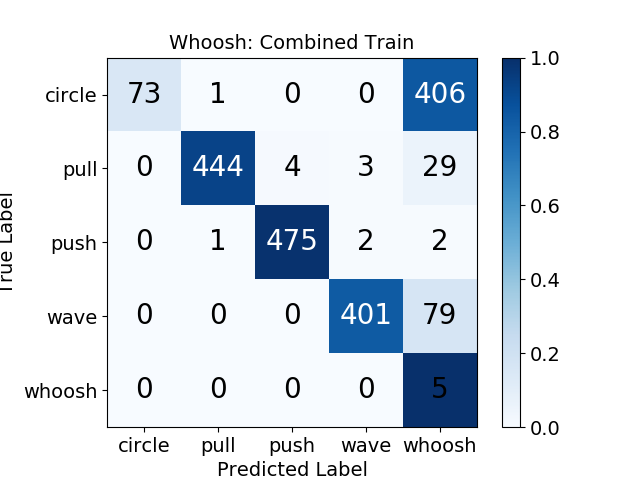 Whoosh: Combined Train
circle 73 1 0 0 406
pull 0 444 4 3 29
push 0 1 475 2 2
wave 0 0 0 401 79
whoosh 0 0 0 0 5
circle pull push wave whoosh
Predicted Label
True Label
1.0
0.8
0.6
0.4
0.2
0.0